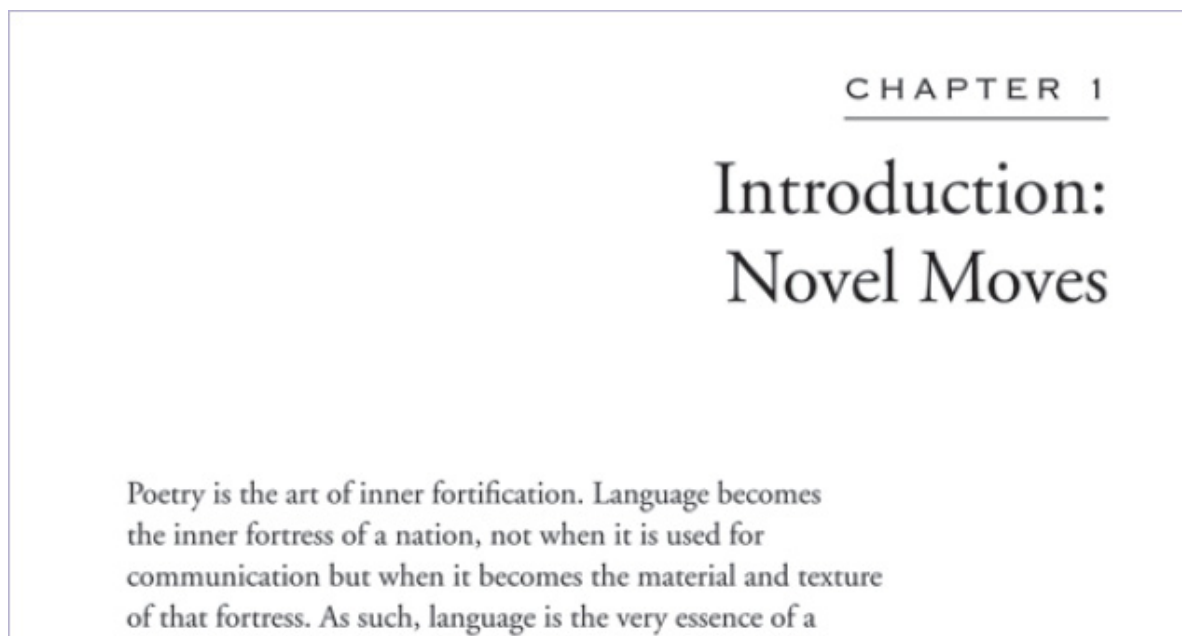 CHAPTER 1
Introduction:
Novel Moves
Poetry is the art of inner fortification. Language becomes
the inner fortress of a nation, not when it is used for
communication but when it becomes the material and texture
of that fortress. As such, language is the very essence of a